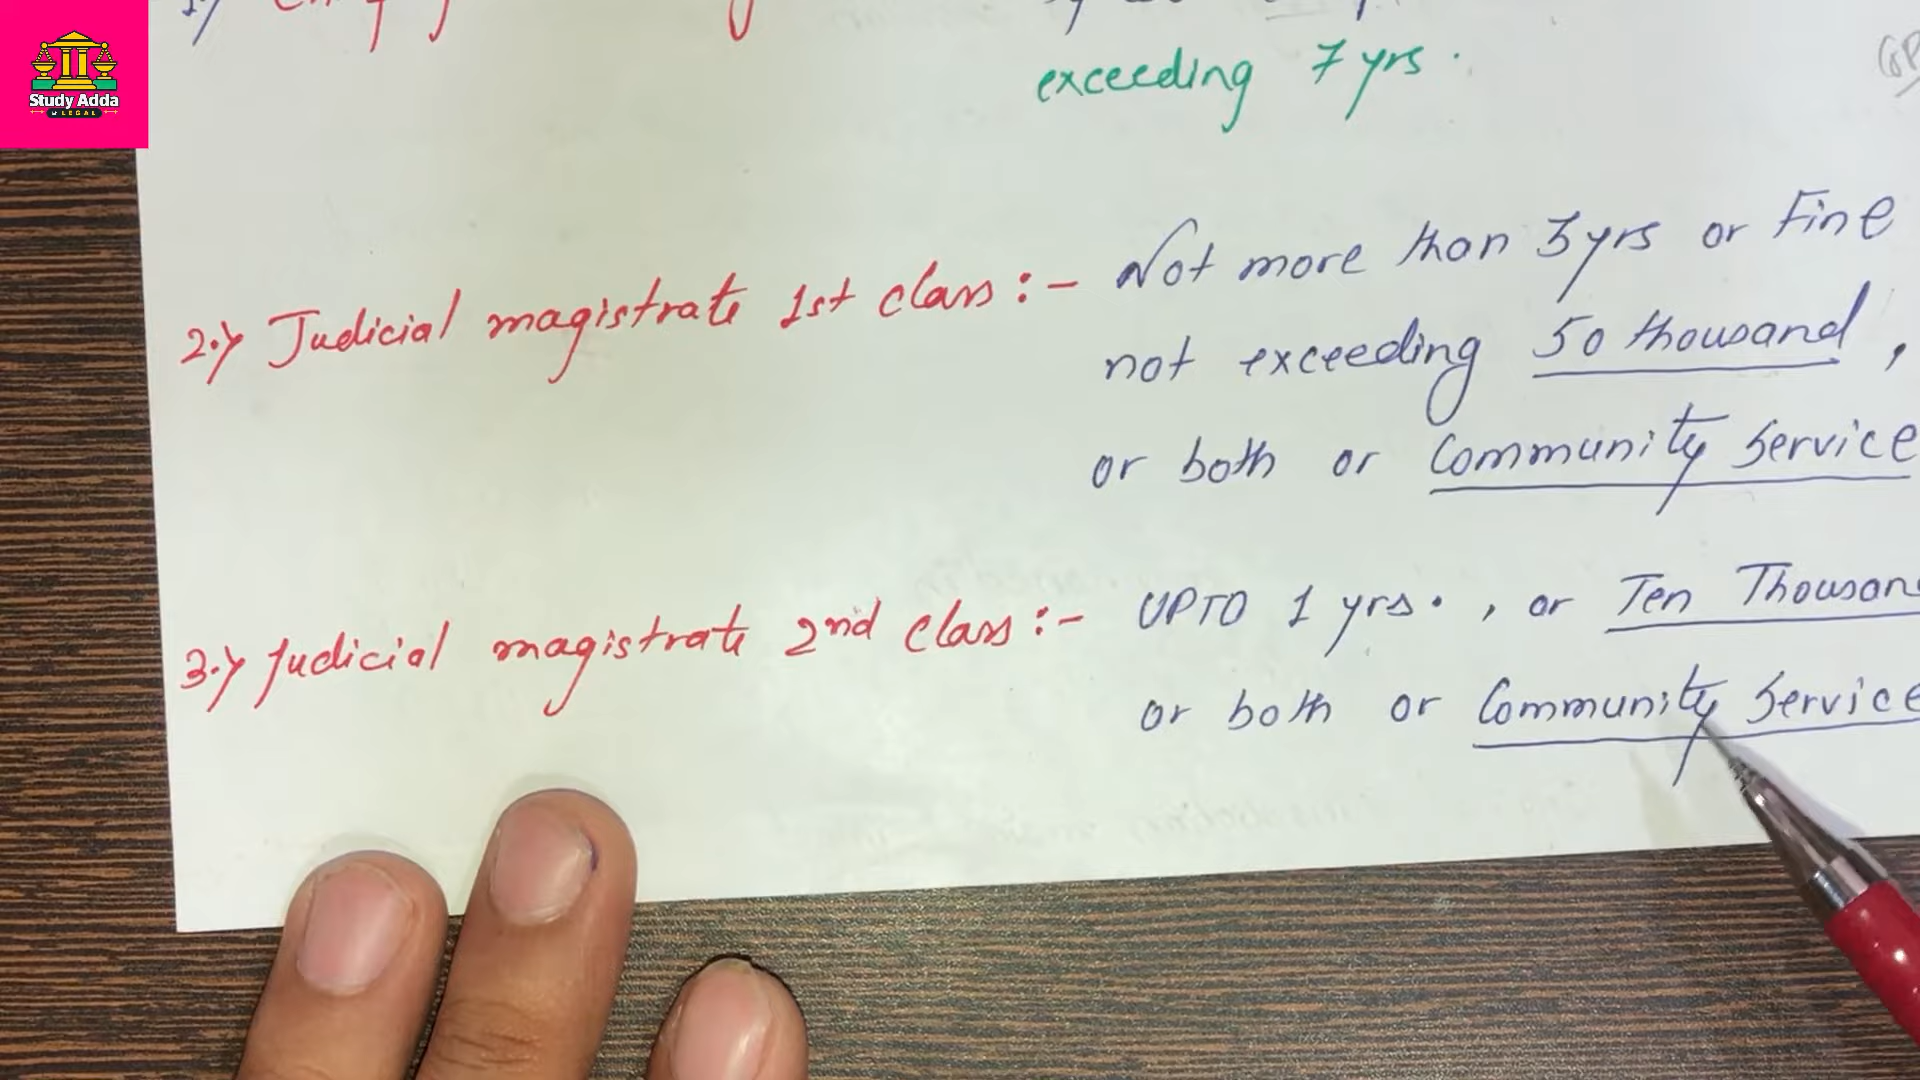 Study Adda
LEGAL
exceeding 7 yrs.
2.) Judicial magistrate 1st class :- Not more than 3 yrs or Fine
not exceeding 50 thousand,
or both or Community Service
3.) Judicial magistrate 2nd class :- UPTO 1 yrs. , or Ten Thousan
or both or Community Service